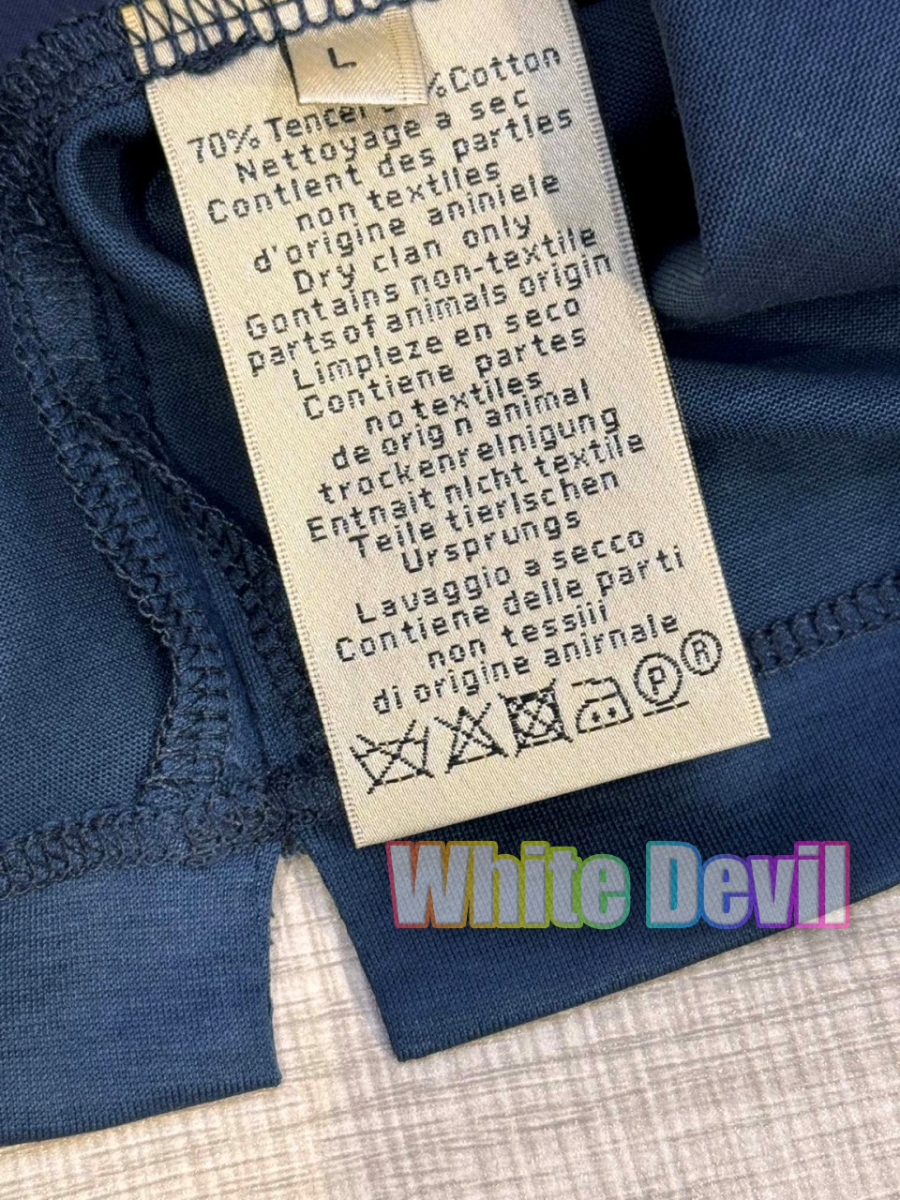 L
70% Tencel %Cotton
Nettoyage a sec
Contient des parties
non textiles
d'origine aniniele
Dry clan only
Gontains non-textile
parts of animals origin
Limpleze en seco
Contiene partes
no textiles
de orig n animal
trockenreinigung
Entnait nicht textile
Teile tierischen
Ursprungs
Lavaggio a secco
Contiene delle parti
non tessiii
di origine anirnale
P R
White Devil